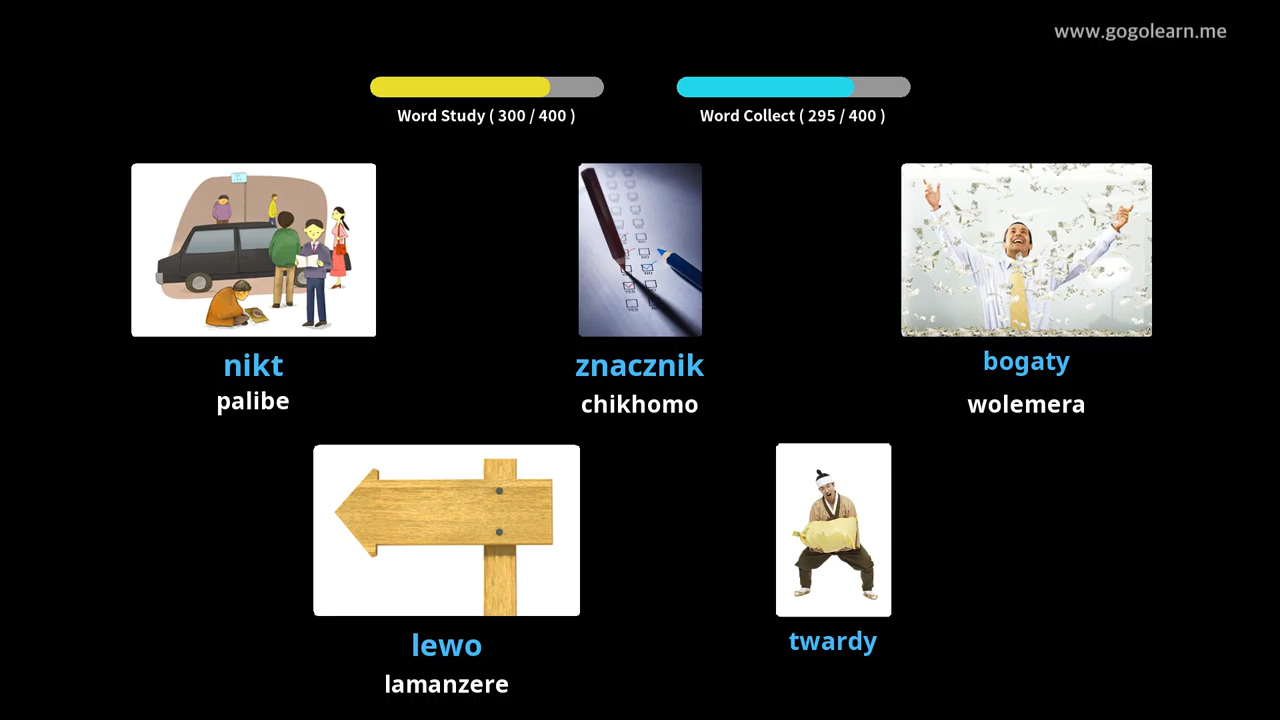 www.gogolearn.me
Word Study ( 300 / 400 )
Word Collect ( 295 / 400 )
nikt
palibe
znacznik
chikhomo
bogaty
wolemera
lewo
lamanzere
twardy